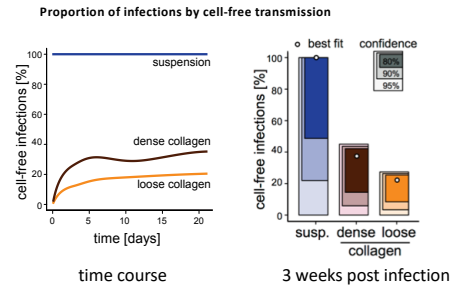 Proportion of infections by cell-free transmission
cell-free infections [%]
100
80
60
40
20
0
suspension
dense collagen
loose collagen
0 5 10 15 20
time [days]
time course
best fit confidence
80%
90%
95%
cell-free infections [%]
100
80
60
40
20
0
susp. dense loose
collagen
3 weeks post infection